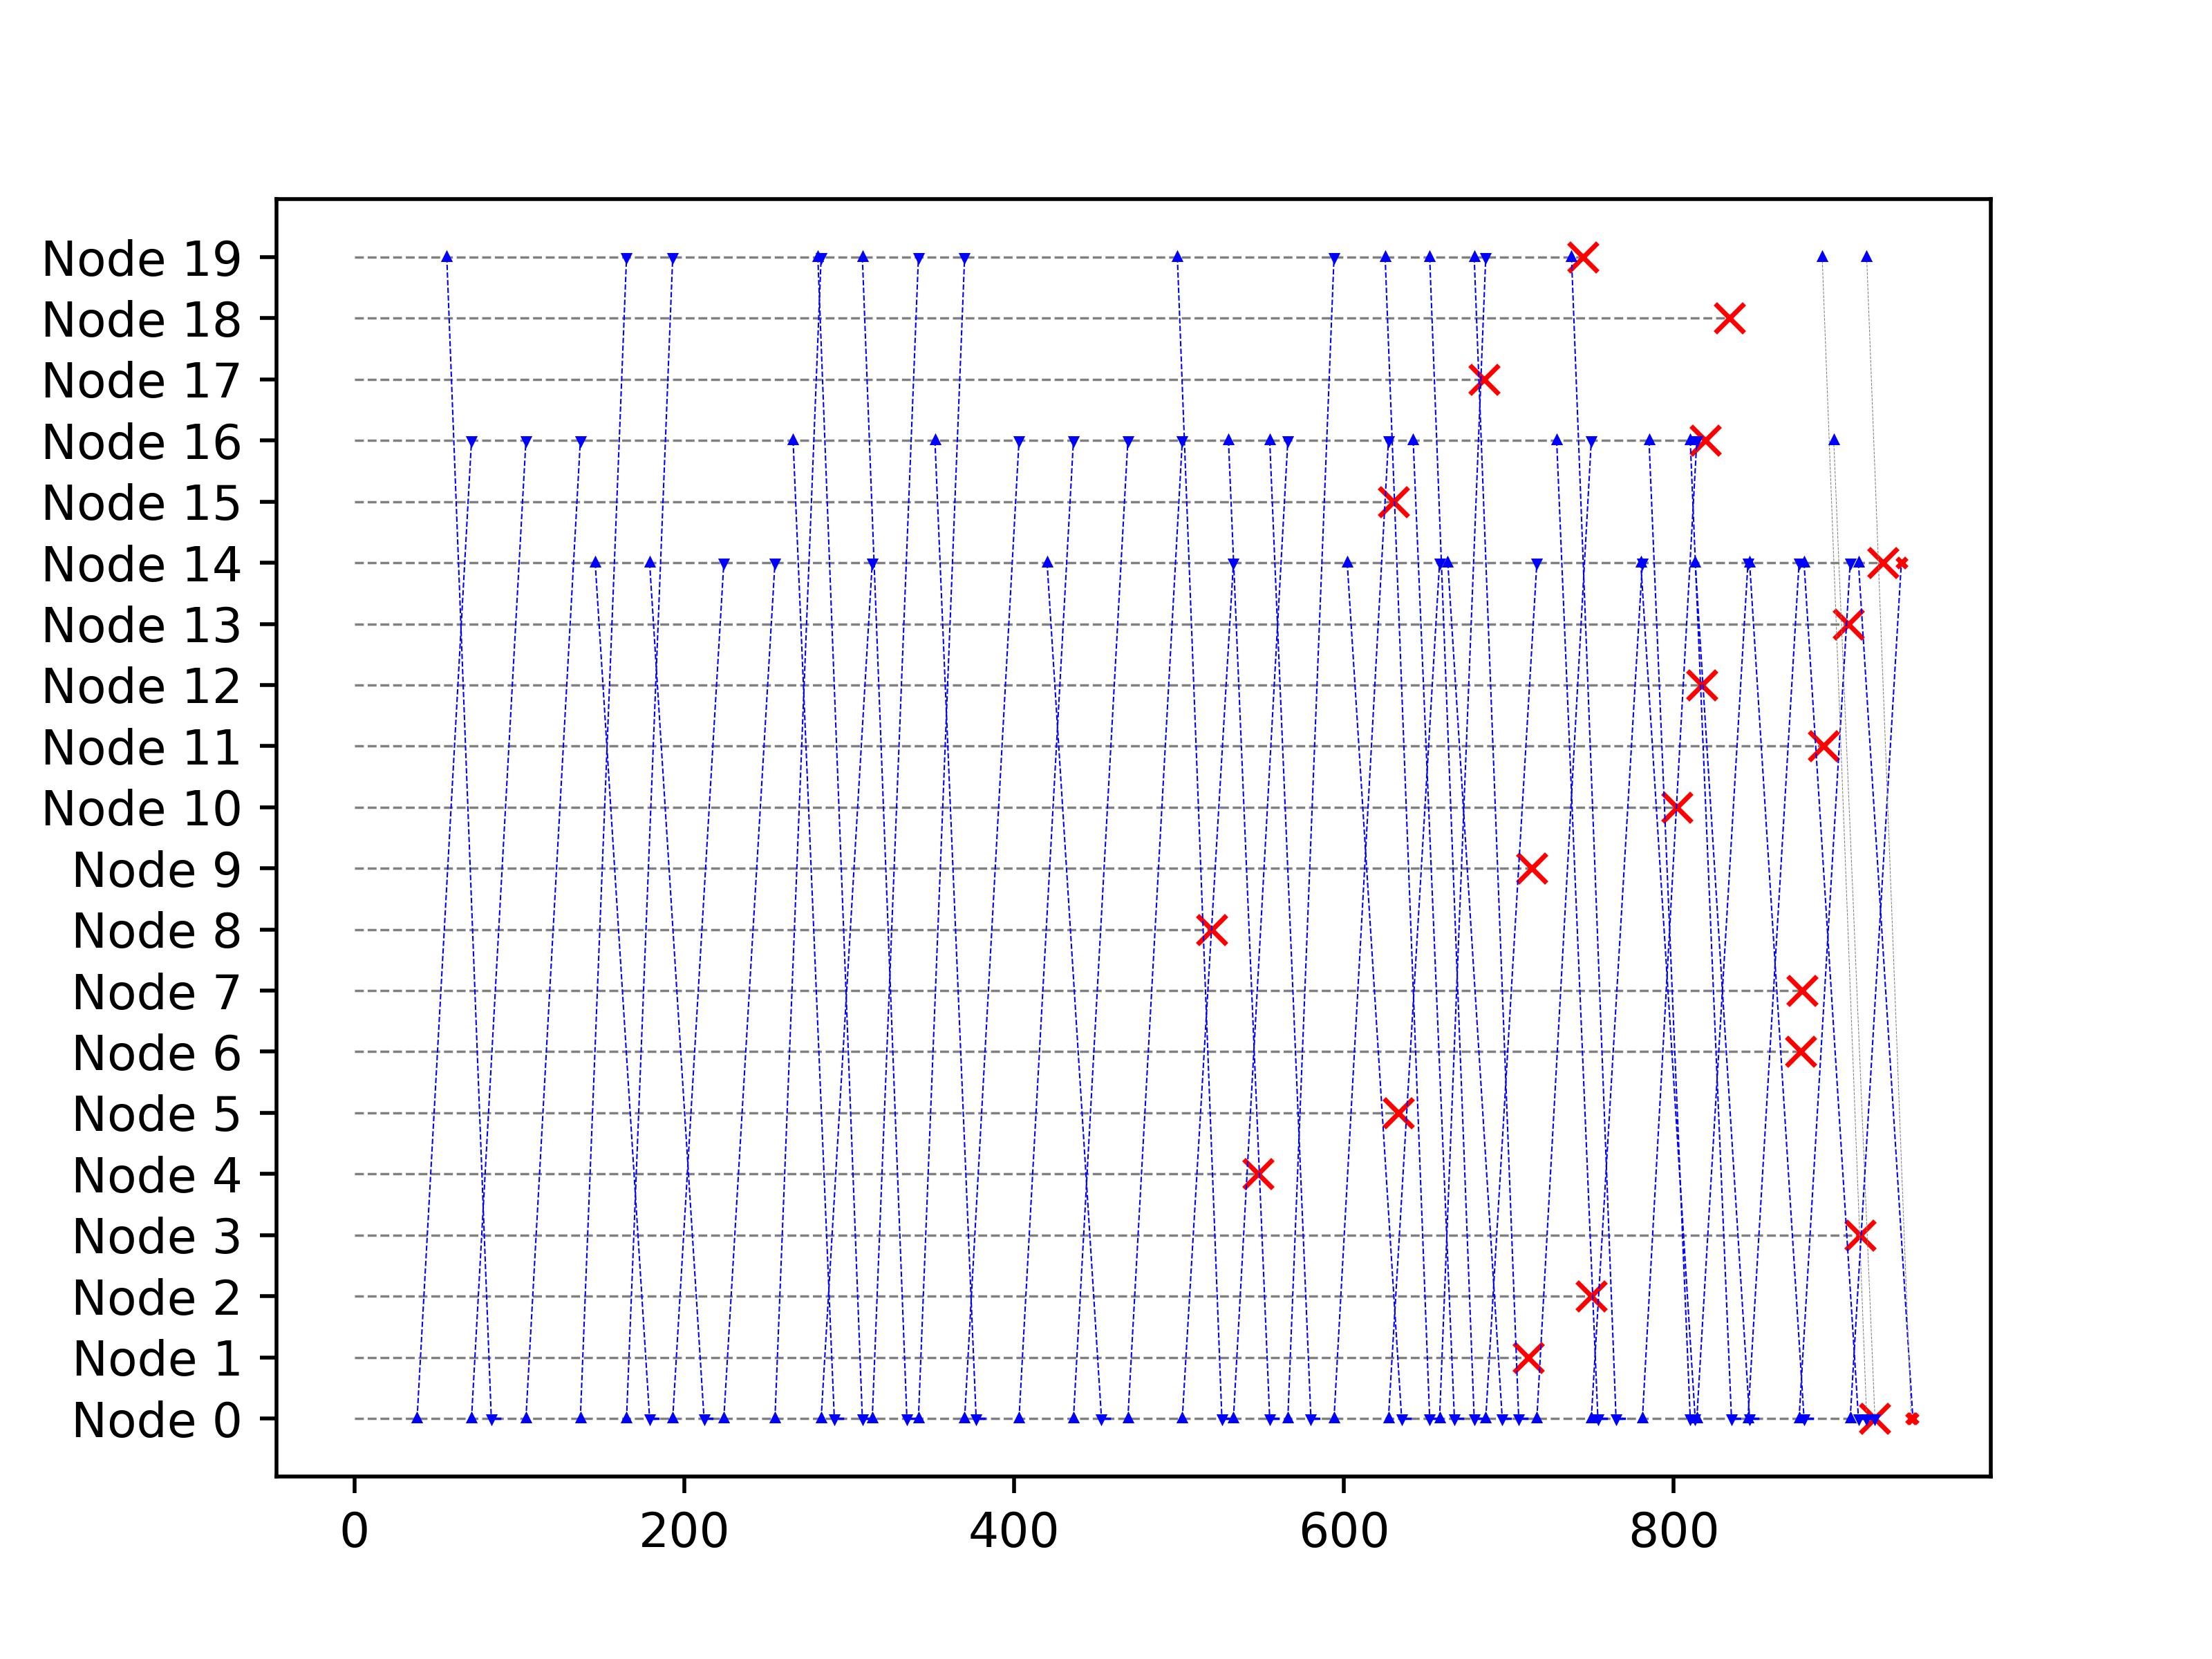 Node 19
Node 18
Node 17
Node 16
Node 15
Node 14
Node 13
Node 12
Node 11
Node 10
Node 9
Node 8
Node 7
Node 6
Node 5
Node 4
Node 3
Node 2
Node 1
Node 0
0 200 400 600 800